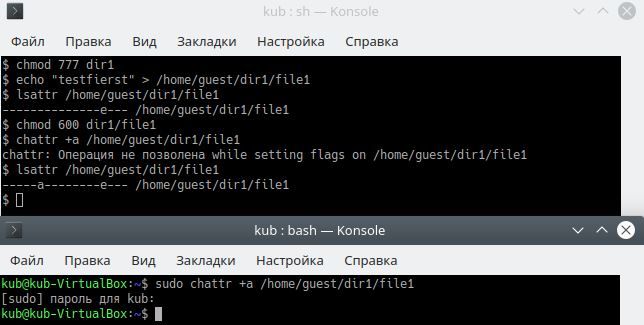 kub : sh — Konsole
Файл Правка Вид Закладки Настройка Справка
$ chmod 777 dir1
$ echo "testfierst" > /home/guest/dir1/file1
$ lsattr /home/guest/dir1/file1
--------------e--- /home/guest/dir1/file1
$ chmod 600 dir1/file1
$ chattr +a /home/guest/dir1/file1
chattr: Операция не позволена while setting flags on /home/guest/dir1/file1
$ lsattr /home/guest/dir1/file1
-----a--------e--- /home/guest/dir1/file1
$
kub : bash — Konsole
Файл Правка Вид Закладки Настройка Справка
kub@kub-VirtualBox:~$ sudo chattr +a /home/guest/dir1/file1
[sudo] пароль для kub:
kub@kub-VirtualBox:~$